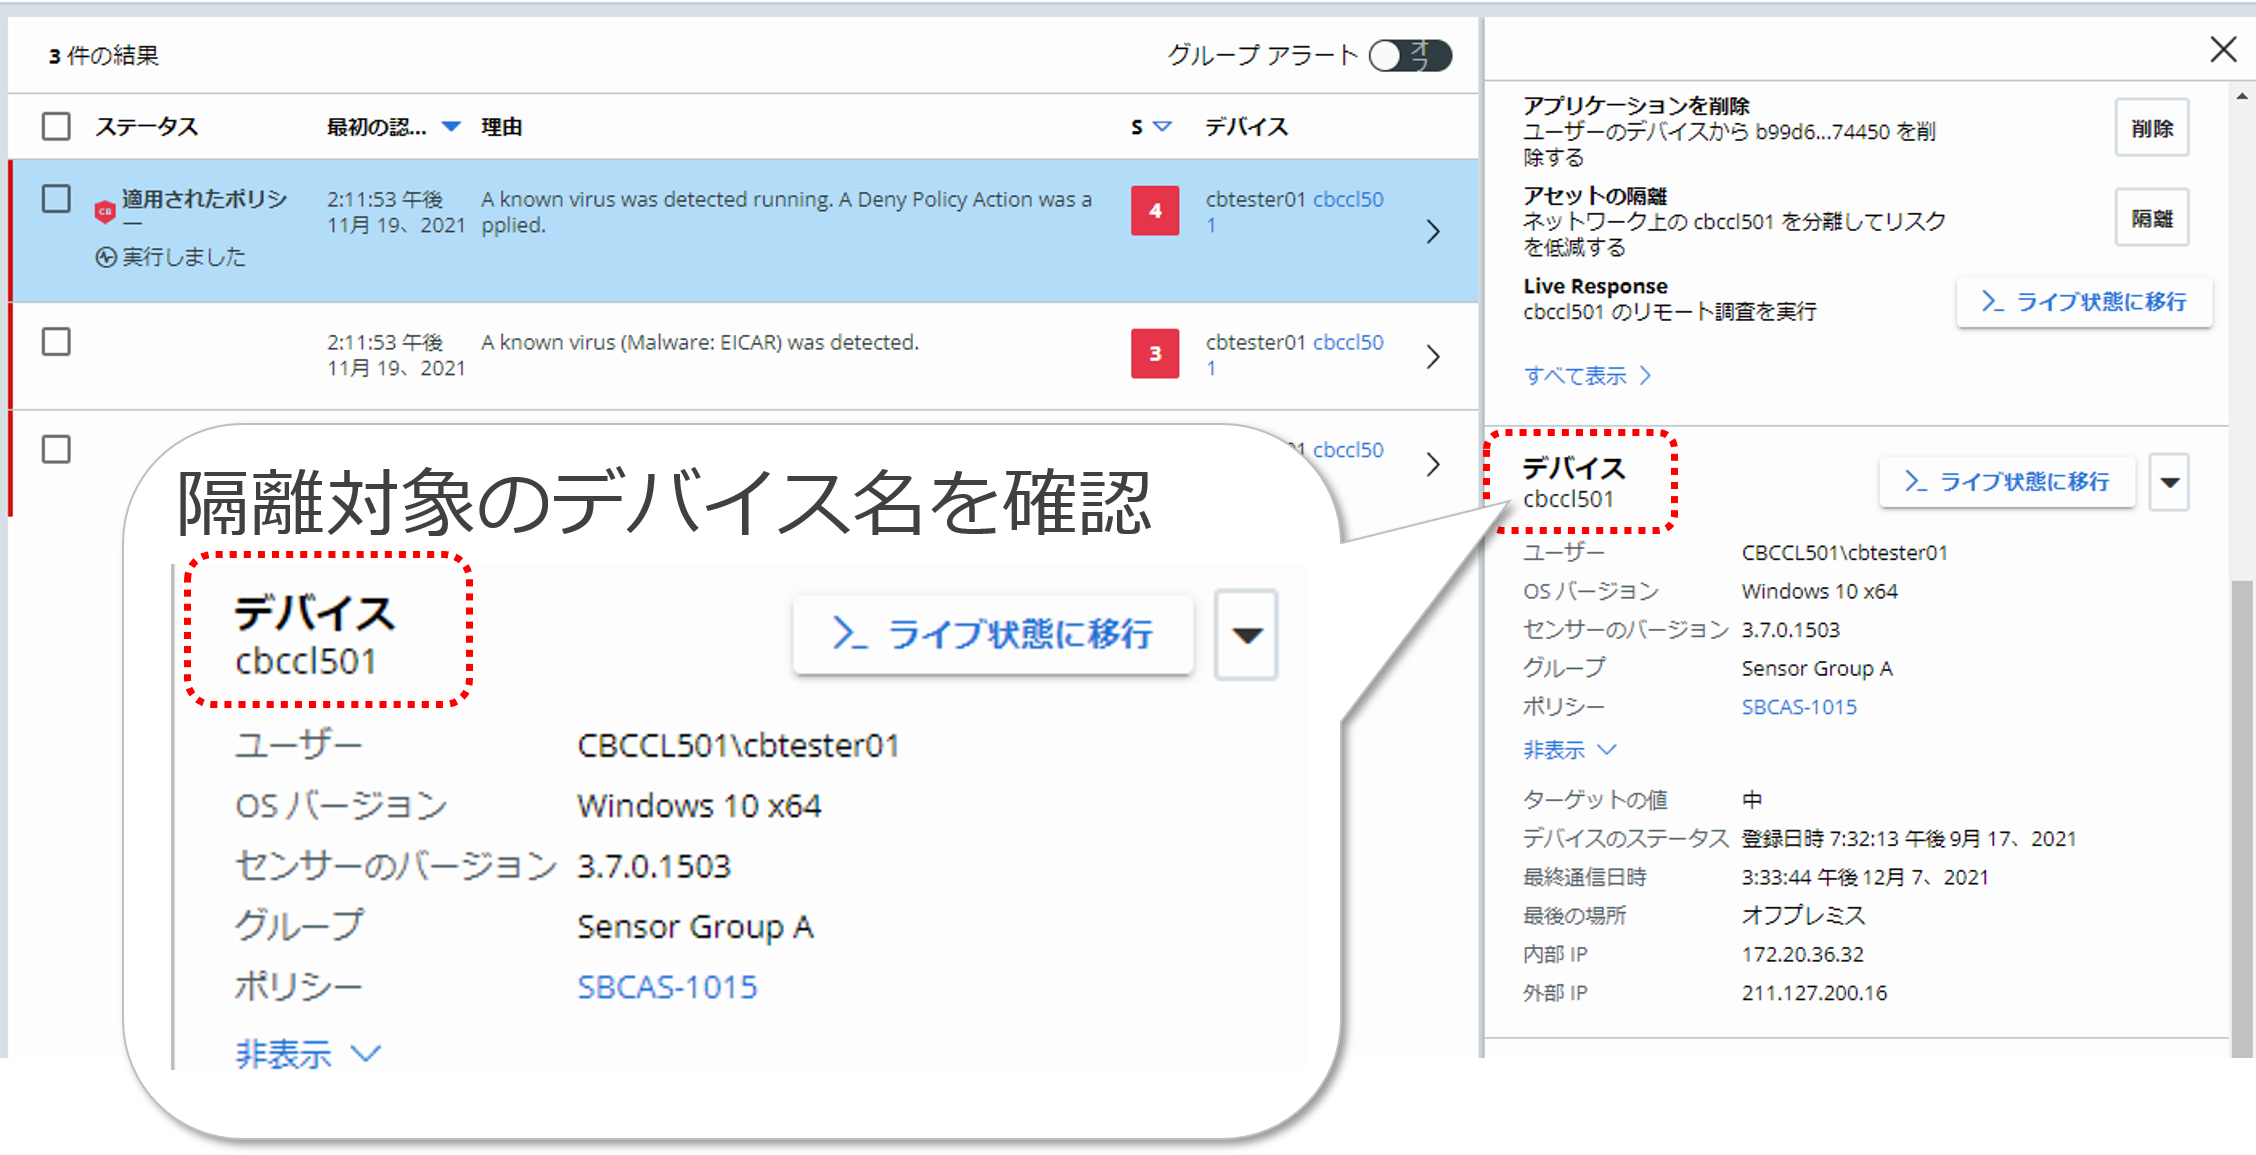 3 件の結果
グループ アラート オフ
ステータス 最初の認... 理由 S デバイス
適用されたポリシー
実行しました
2:11:53 午後
11月 19、2021
A known virus was detected running. A Deny Policy Action was a
pplied.
4
cbtester01 cbccl50
1
2:11:53 午後
11月 19、2021
A known virus (Malware: EICAR) was detected.
3
cbtester01 cbccl50
1
cbccl50
隔離対象のデバイス名を確認
デバイス
cbccl501
>_ ライブ状態に移行
ユーザー CBCCL501\cbtester01
OS バージョン Windows 10 x64
センサーのバージョン 3.7.0.1503
グループ Sensor Group A
ポリシー SBCAS-1015
非表示
アプリケーションを削除
ユーザーのデバイスから b99d6...74450 を削
除する
削除
アセットの隔離
ネットワーク上の cbccl501 を分離してリスク
を低減する
隔離
Live Response
cbccl501 のリモート調査を実行
>_ ライブ状態に移行
すべて表示
デバイス
cbccl501
>_ ライブ状態に移行
ユーザー CBCCL501\cbtester01
OS バージョン Windows 10 x64
センサーのバージョン 3.7.0.1503
グループ Sensor Group A
ポリシー SBCAS-1015
非表示
ターゲットの値 中
デバイスのステータス 登録日時 7:32:13 午後 9月 17、2021
最終通信日時 3:33:44 午後 12月 7、2021
最後の場所 オフプレミス
内部 IP 172.20.36.32
外部 IP 211.127.200.16